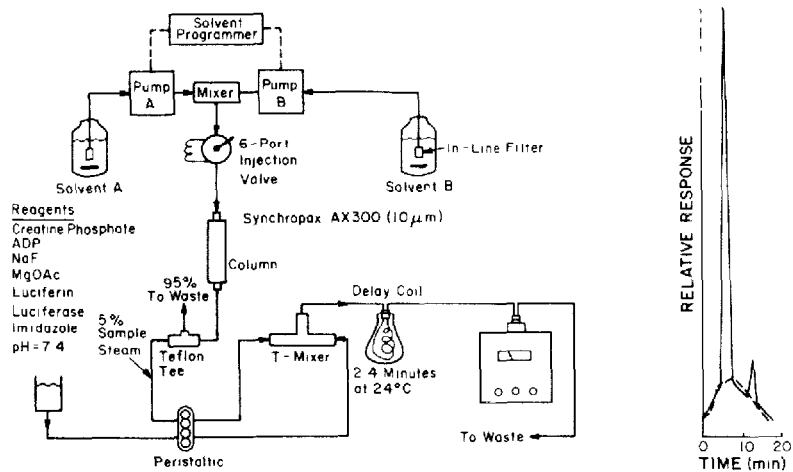 Solvent
Programmer
Pump
A
Mixer
Pump
B
6-Port
Injection
Valve
In-Line Filter
Solvent A
Solvent B
Reagents
Creatine Phosphate
ADP
NaF
MgOAc
Luciferin
Luciferase
Imidazole
pH=7.4
Synchropax AX300 (10μm)
Column
95%
To Waste
5%
Sample
Steam
Teflon
Tee
T-Mixer
Delay Coil
2.4 Minutes
at 24°C
Peristaltic
To Waste
RELATIVE RESPONSE
0 10 20
TIME (min)